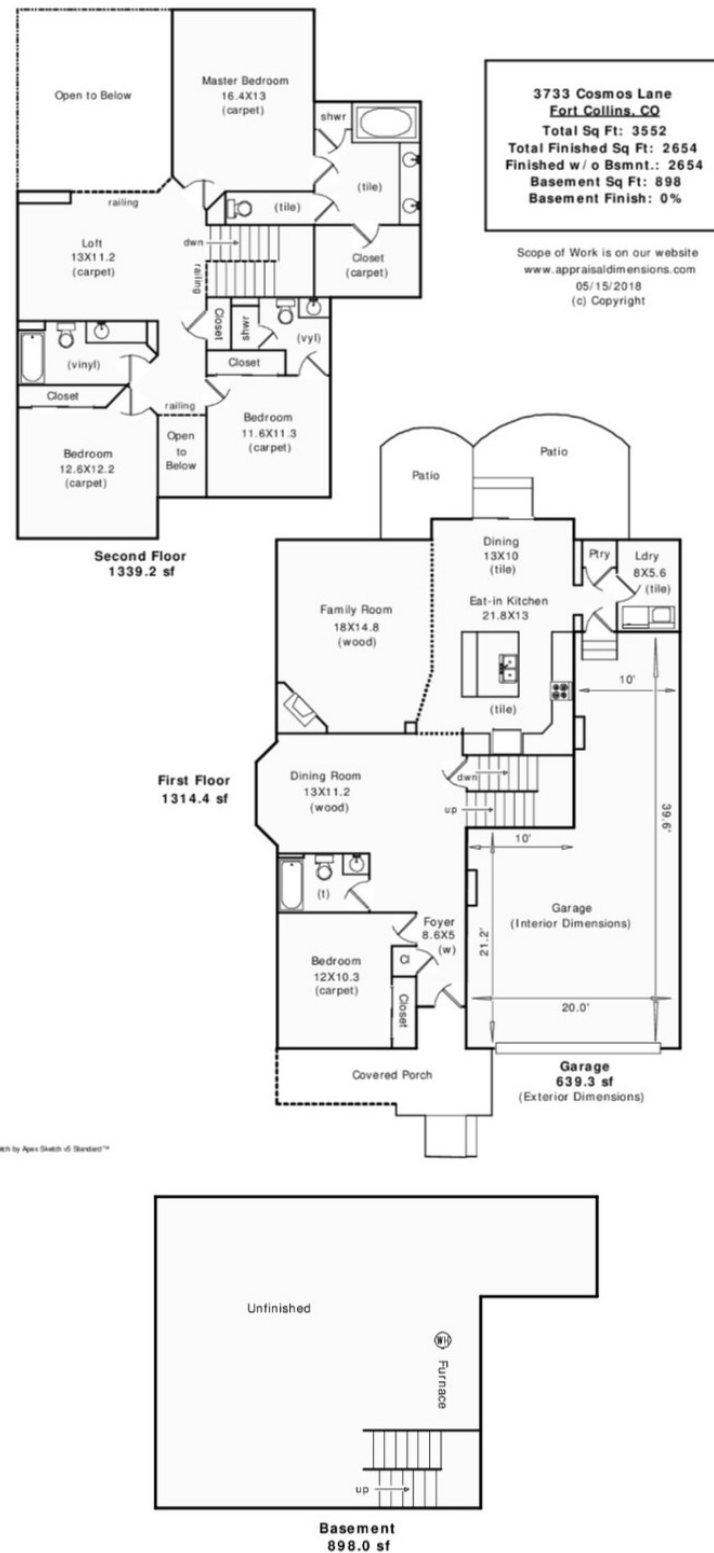 Open to Below
Master Bedroom
16.4X13
(carpet)
shwr
(tile)
(tile)
railing
Loft
13X11.2
(carpet)
dwn
railing
Closet
(carpet)
Closet
shwr
(vyl)
(vinyl)
Closet
Closet
railing
Bedroom
12.6X12.2
(carpet)
Open
to
Below
Bedroom
11.6X11.3
(carpet)
Second Floor
1339.2 sf
3733 Cosmos Lane
Fort Collins, CO
Total Sq Ft: 3552
Total Finished Sq Ft: 2654
Finished w/o Bsmnt.: 2654
Basement Sq Ft: 898
Basement Finish: 0%
Scope of Work is on our website
www.appraisaldimensions.com
05/15/2018
(c) Copyright
Patio
Patio
Dining
13X10
(tile)
Ptry
Ldry
8X5.6
(tile)
Family Room
18X14.8
(wood)
Eat-in Kitchen
21.8X13
(tile)
10'
First Floor
1314.4 sf
Dining Room
13X11.2
(wood)
dwn
up
10'
39.6'
(t)
Foyer
8.6X5
(w)
21.2'
Garage
(Interior Dimensions)
Bedroom
12X10.3
(carpet)
Cl
Closet
20.0'
Covered Porch
Garage
639.3 sf
(Exterior Dimensions)
by Apex Sketch v5 Standard™
Unfinished
WH
Furnace
up
Basement
898.0 sf